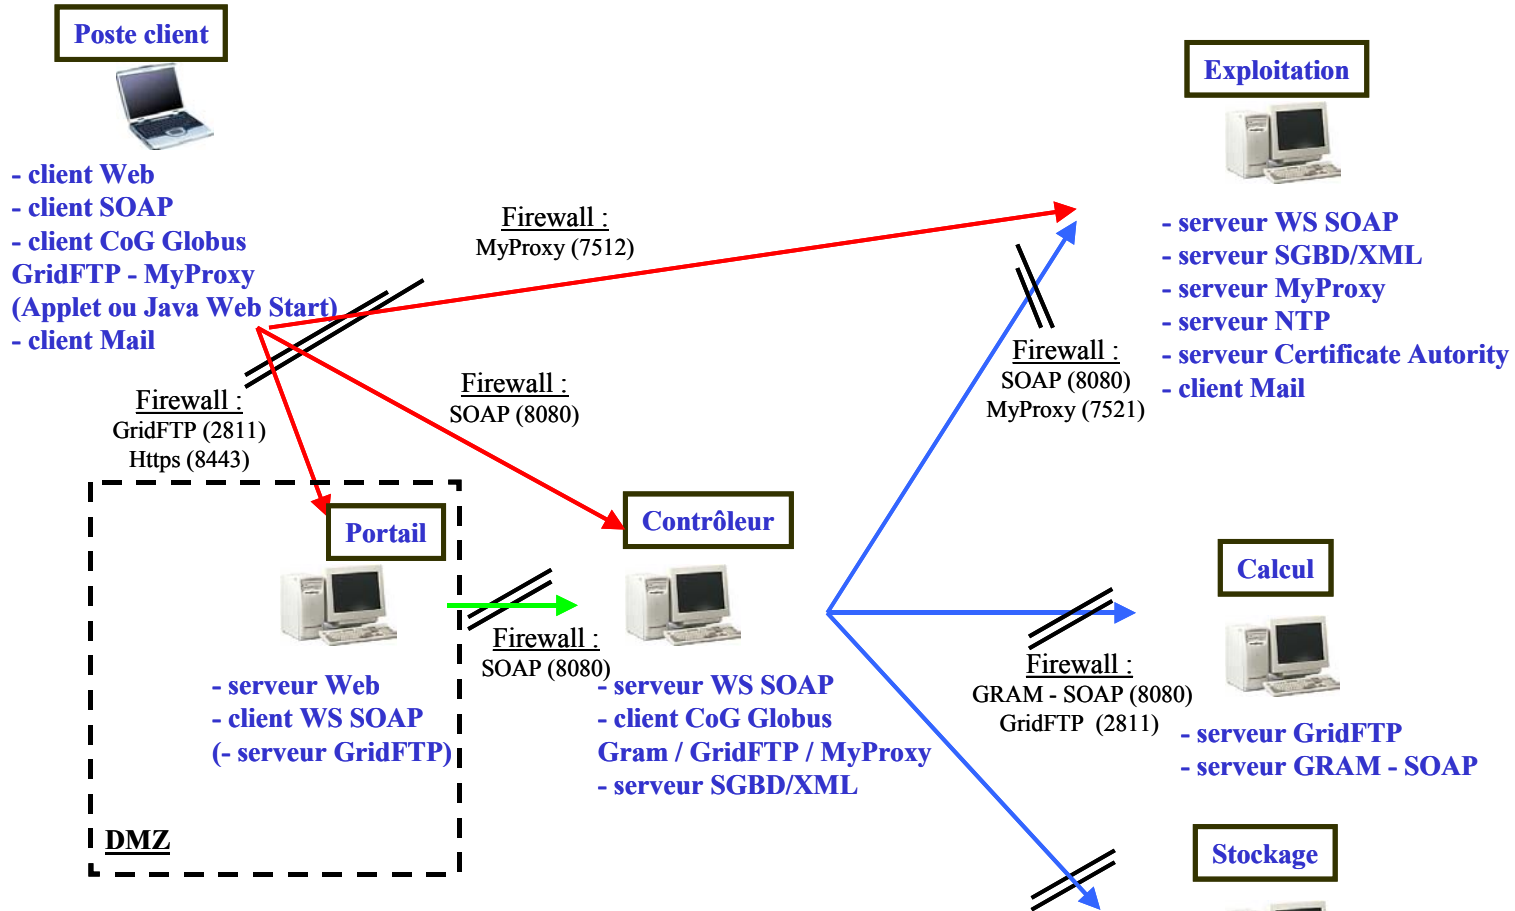 Poste client
- client Web
- client SOAP
- client CoG Globus
GridFTP - MyProxy
(Applet ou Java Web Start)
- client Mail
Firewall :
MyProxy (7512)
Exploitation
- serveur WS SOAP
- serveur SGBD/XML
- serveur MyProxy
- serveur NTP
- serveur Certificate Autority
- client Mail
Firewall :
SOAP (8080)
MyProxy (7521)
Firewall :
SOAP (8080)
Firewall :
GridFTP (2811)
Https (8443)
Portail
- serveur Web
- client WS SOAP
(- serveur GridFTP)
DMZ
Firewall :
SOAP (8080)
Contrôleur
- serveur WS SOAP
- client CoG Globus
Gram / GridFTP / MyProxy
- serveur SGBD/XML
Firewall :
GRAM - SOAP (8080)
GridFTP (2811)
Calcul
- serveur GridFTP
- serveur GRAM - SOAP
Stockage